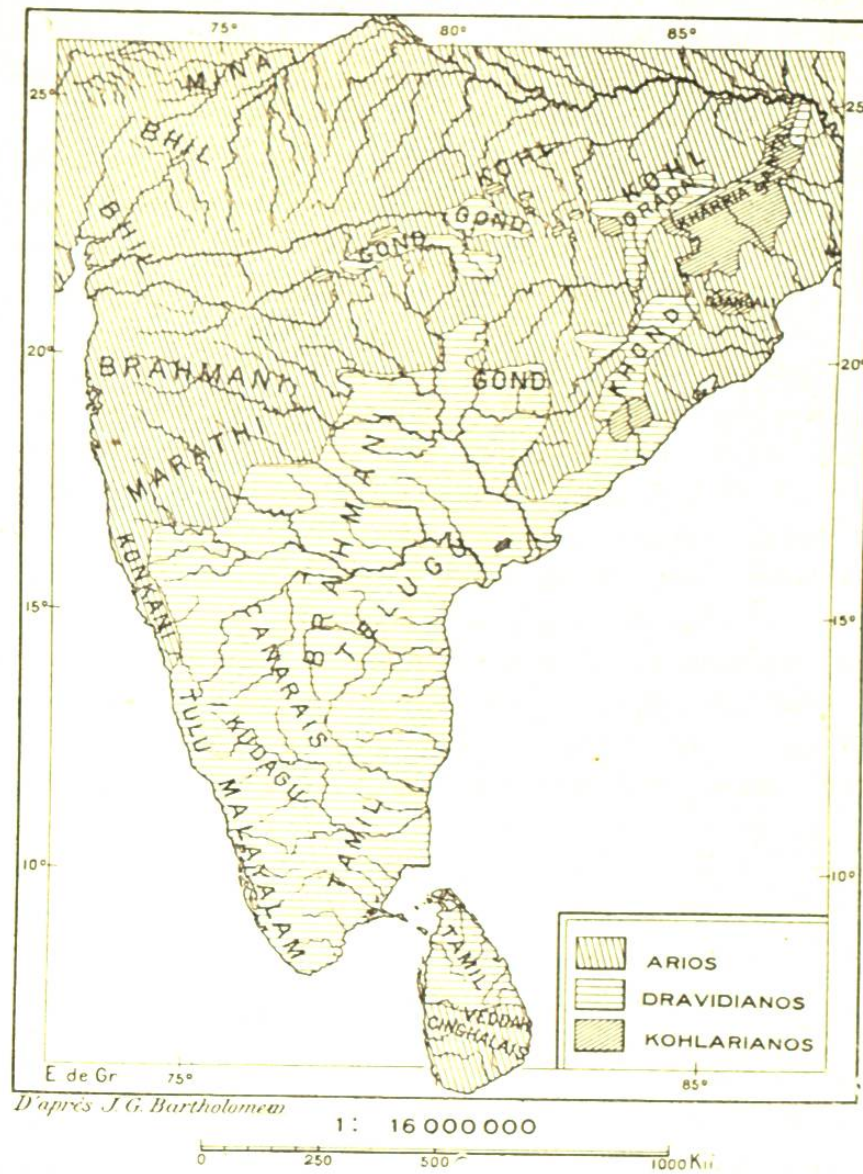 75° 80° 85°
25° 25°
MINA
BHIL
KOHL
KOHL
ORAON
KHARRIA SANTAL
BHIL
GOND
GOND
DJANGALI
20° 20°
BRAHMANI
GOND
KHOND
MARATHI
BRAHMANI
KONKANI
TELUGU
15° 15°
CANARAIS
TULU
KUDAGU
MALAYALAM
TAMIL
10° 10°
TAMIL
VEDDAH
CINGHALAIS
ARIOS
DRAVIDIANOS
KOHLARIANOS
E de Gr 75° 85°
D'après J. G. Bartholomew
1: 16 000 000
0 250 500 1000 Kil